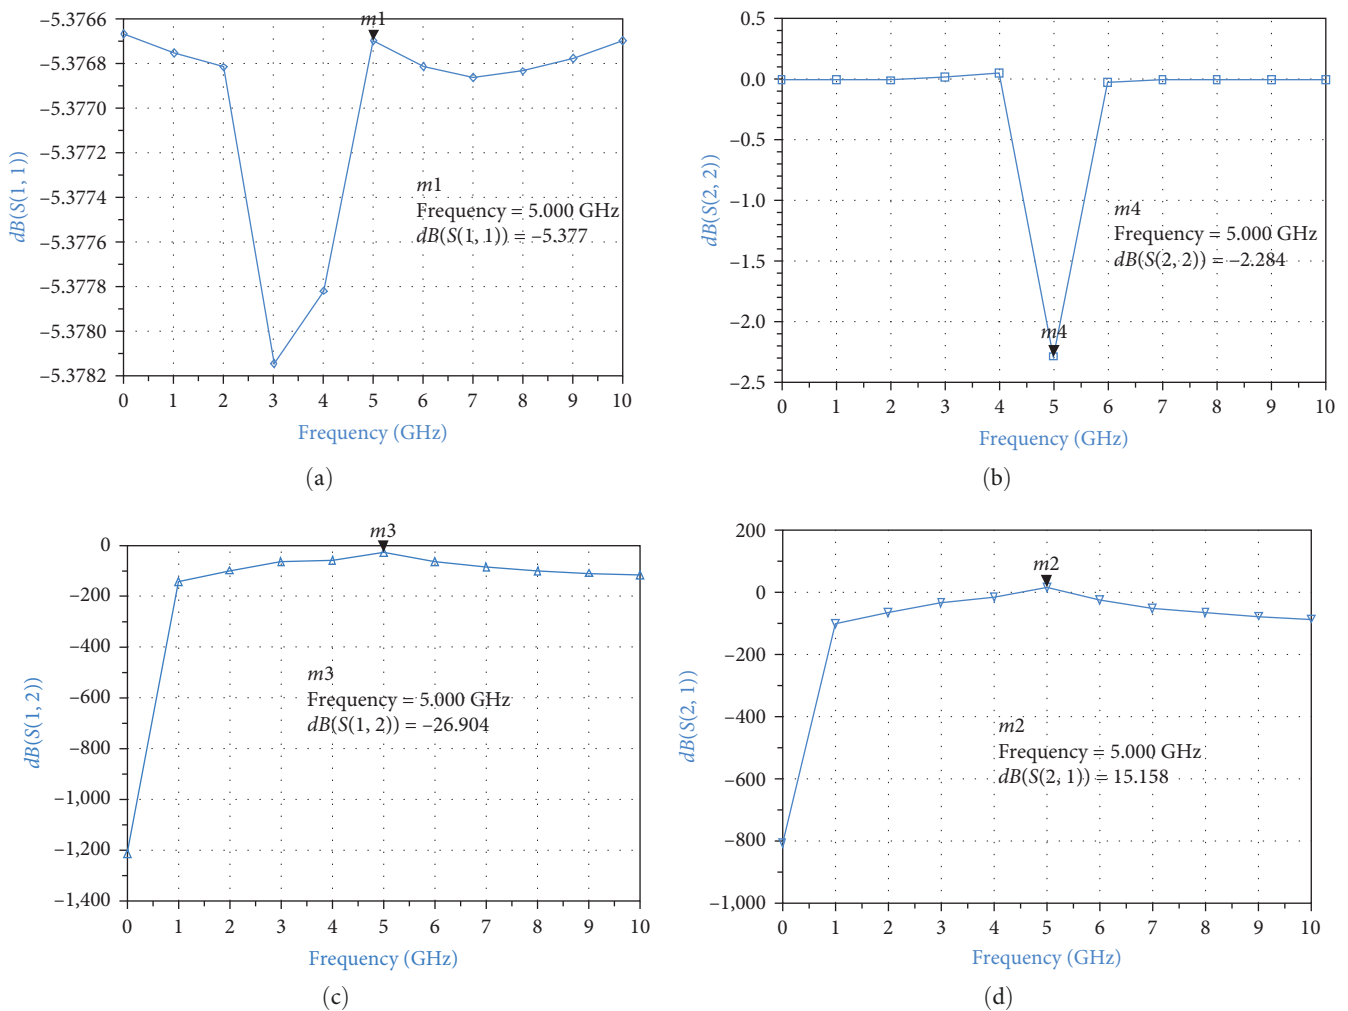 –5.3766
–5.3768
–5.3770
–5.3772
–5.3774
–5.3776
–5.3778
–5.3780
–5.3782
dB(S(1, 1))
m1
m1
Frequency = 5.000 GHz
dB(S(1, 1)) = –5.377
0 1 2 3 4 5 6 7 8 9 10
Frequency (GHz)
(a)
0.5
0.0
–0.5
–1.0
–1.5
–2.0
–2.5
dB(S(2, 2))
m4
Frequency = 5.000 GHz
dB(S(2, 2)) = –2.284
m4
0 1 2 3 4 5 6 7 8 9 10
Frequency (GHz)
(b)
0
–200
–400
–600
–800
–1,000
–1,200
–1,400
dB(S(1, 2))
m3
m3
Frequency = 5.000 GHz
dB(S(1, 2)) = –26.904
0 1 2 3 4 5 6 7 8 9 10
Frequency (GHz)
(c)
200
0
–200
–400
–600
–800
–1,000
dB(S(2, 1))
m2
m2
Frequency = 5.000 GHz
dB(S(2, 1)) = 15.158
0 1 2 3 4 5 6 7 8 9 10
Frequency (GHz)
(d)